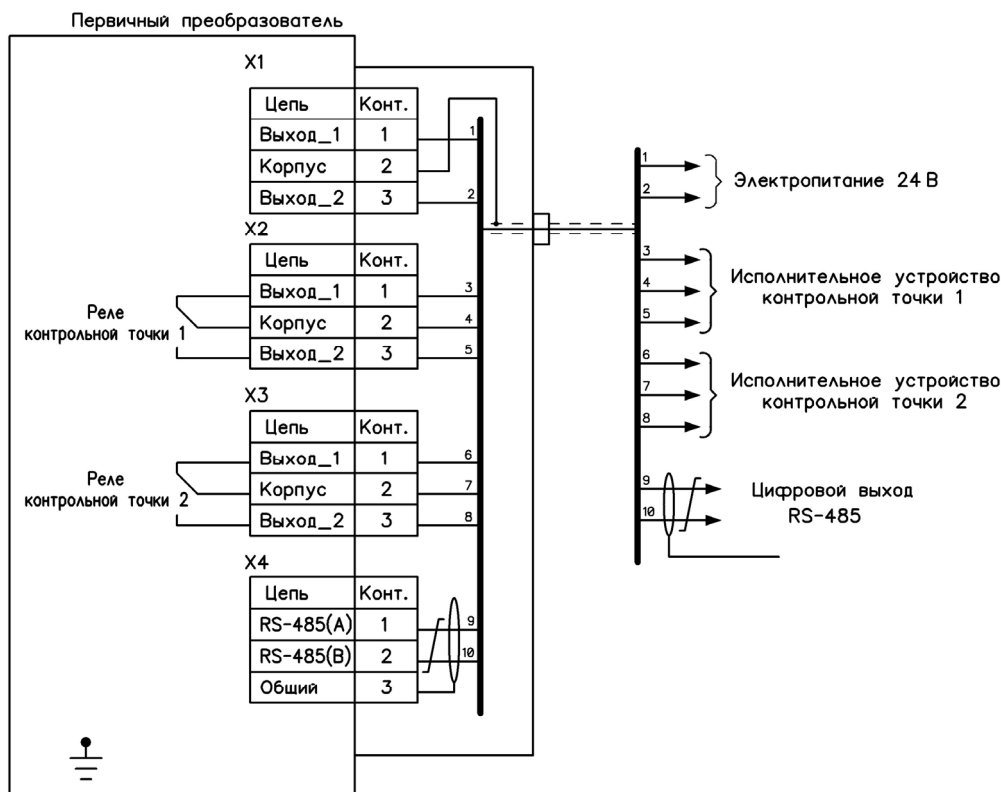 Первичный преобразователь
X1
Цепь Конт.
Выход_1 1
Корпус 2
Выход_2 3
1
2
X2
Цепь Конт.
Выход_1 1
Корпус 2
Выход_2 3
3
4
5
Реле
контрольной точки 1
X3
Цепь Конт.
Выход_1 1
Корпус 2
Выход_2 3
6
7
8
Реле
контрольной точки 2
X4
Цепь Конт.
RS-485(A) 1
RS-485(B) 2
Общий 3
9
10
1
2
Электропитание 24 В
3
4
5
Исполнительное устройство
контрольной точки 1
6
7
8
Исполнительное устройство
контрольной точки 2
9
10
Цифровой выход
RS-485